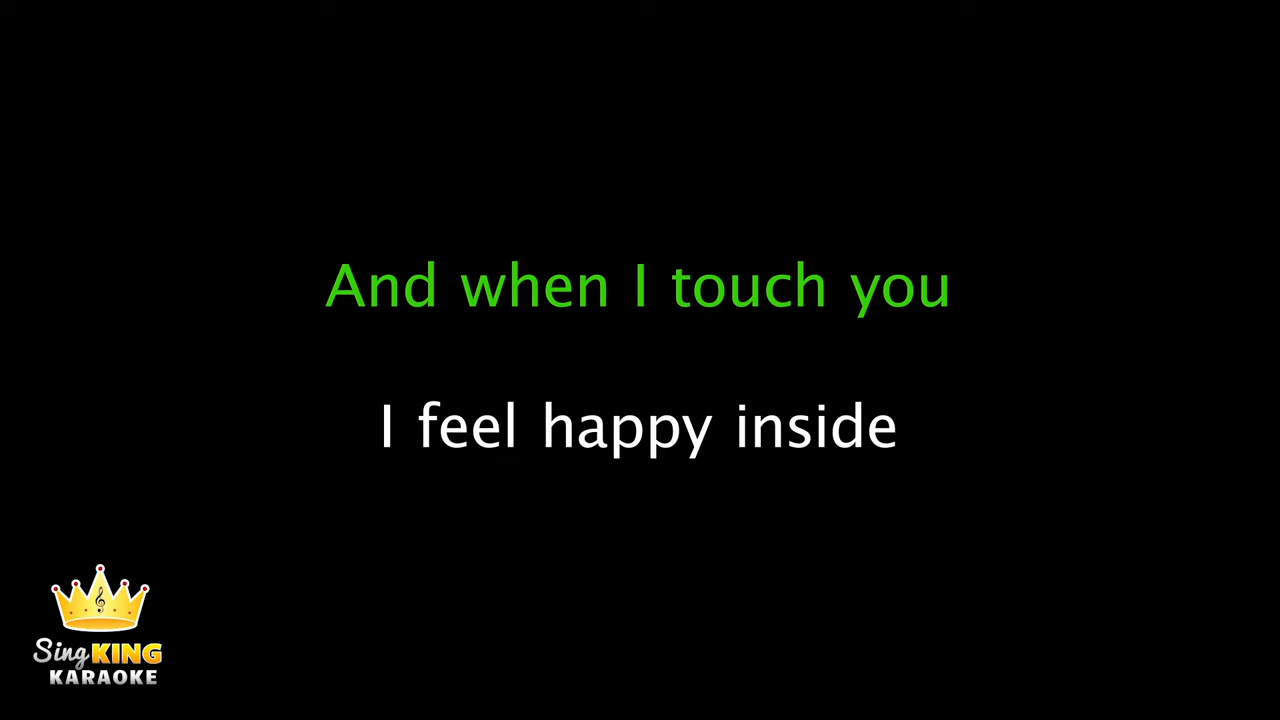 And when I touch you
I feel happy inside
Sing KING
KARAOKE